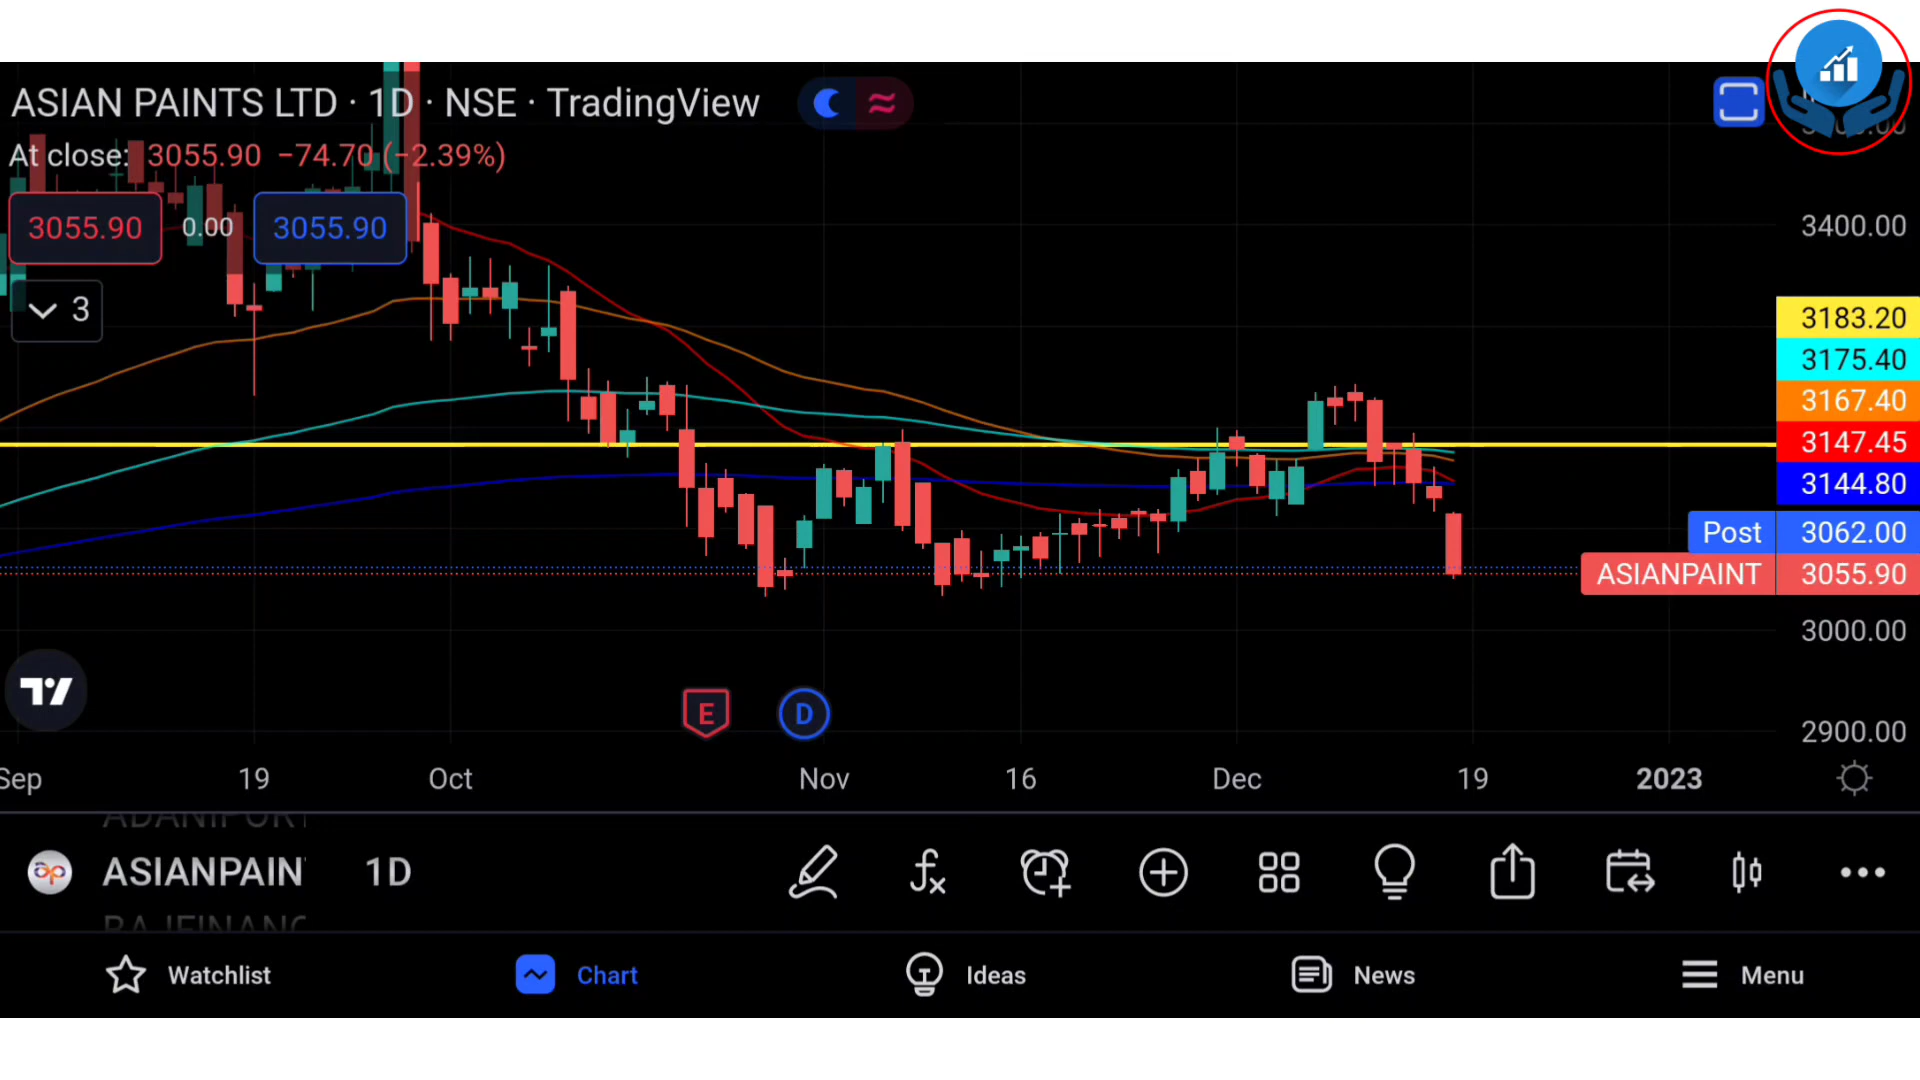 ASIAN PAINTS LTD · 1D · NSE · TradingView
At close: 3055.90 −74.70 (−2.39%)
3055.90 0.00 3055.90
3
3400.00
3183.20
3175.40
3167.40
3147.45
3144.80
Post 3062.00
ASIANPAINT 3055.90
3000.00
2900.00
E D
Sep 19 Oct Nov 16 Dec 19 2023
ASIANPAIN 1D
Watchlist Chart Ideas News Menu